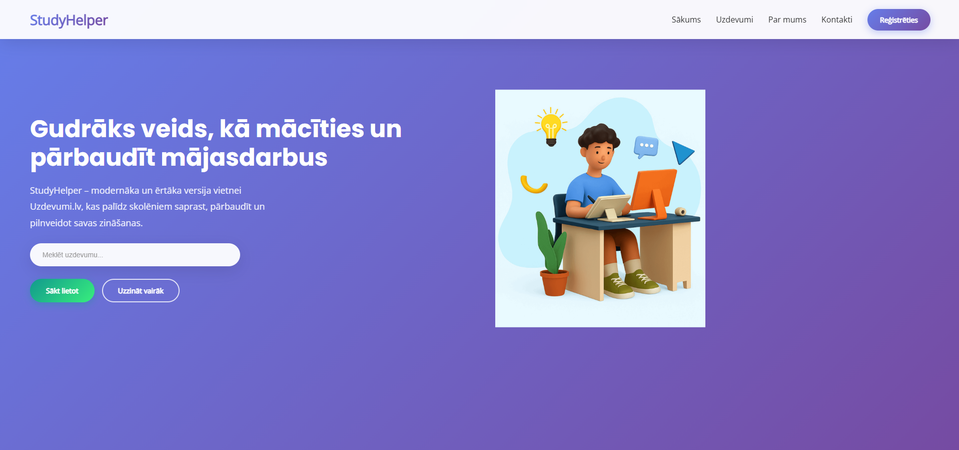 StudyHelper
Sākums Uzdevumi Par mums Kontakti Reģistrēties
Gudrāks veids, kā mācīties un
pārbaudīt mājasdarbus
StudyHelper – modernāka un ērtāka versija vietnei
Uzdevumi.lv, kas palīdz skolēniem saprast, pārbaudīt un
pilnveidot savas zināšanas.
Meklēt uzdevumu...
Sākt lietot Uzzināt vairāk